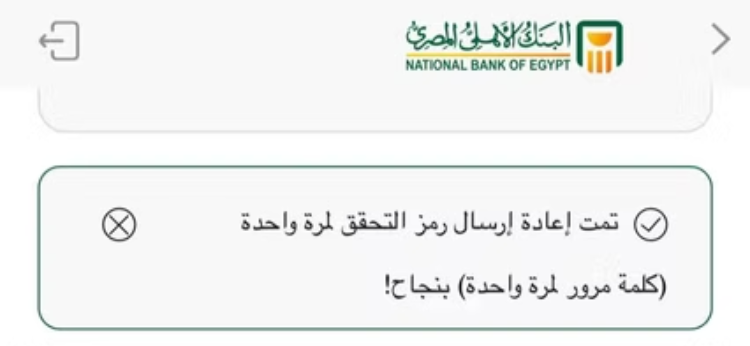 البنك الأهلي المصري
NATIONAL BANK OF EGYPT
تمت إعادة إرسال رمز التحقق لمرة واحدة
(كلمة مرور لمرة واحدة) بنجاح!